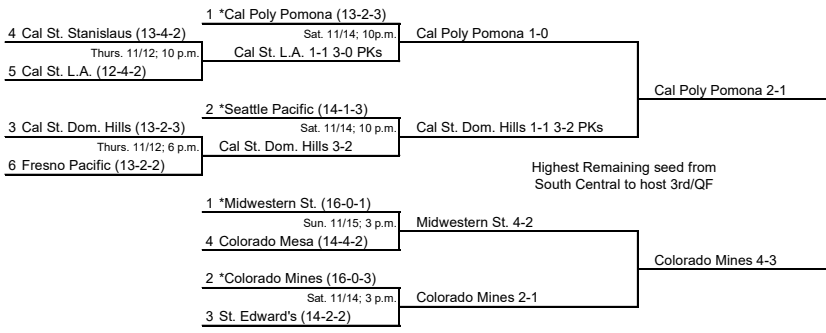 1 *Cal Poly Pomona (13-2-3)
4 Cal St. Stanislaus (13-4-2)
Sat. 11/14; 10p.m.
Cal Poly Pomona 1-0
Thurs. 11/12; 10 p.m.
Cal St. L.A. 1-1 3-0 PKs
5 Cal St. L.A. (12-4-2)
Cal Poly Pomona 2-1
2 *Seattle Pacific (14-1-3)
3 Cal St. Dom. Hills (13-2-3)
Sat. 11/14; 10 p.m.
Cal St. Dom. Hills 1-1 3-2 PKs
Thurs. 11/12; 6 p.m.
Cal St. Dom. Hills 3-2
6 Fresno Pacific (13-2-2)
Highest Remaining seed from
South Central to host 3rd/QF
1 *Midwestern St. (16-0-1)
Sun. 11/15; 3 p.m.
Midwestern St. 4-2
4 Colorado Mesa (14-4-2)
Colorado Mines 4-3
2 *Colorado Mines (16-0-3)
Sat. 11/14; 3 p.m.
Colorado Mines 2-1
3 St. Edward's (14-2-2)